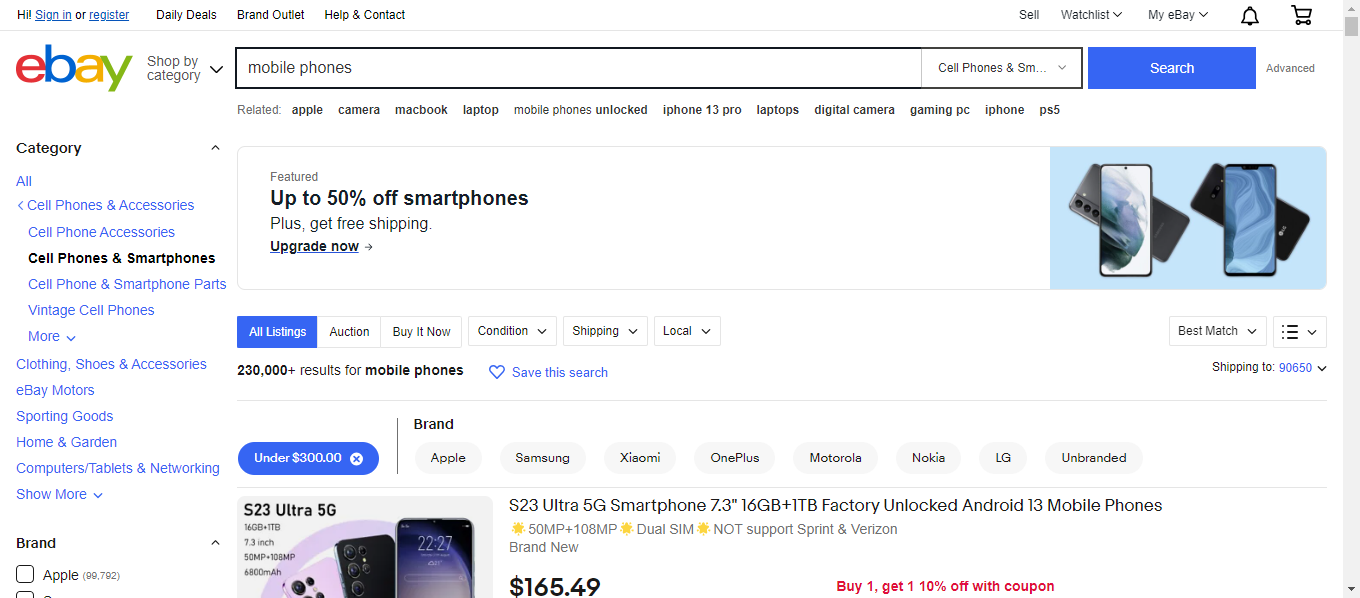 Hi! Sign in or register Daily Deals Brand Outlet Help & Contact Sell Watchlist My eBay
ebay
Shop by category
mobile phones Cell Phones & Sm... Search Advanced
Related: apple camera macbook laptop mobile phones unlocked iphone 13 pro laptops digital camera gaming pc iphone ps5
Category
All
Cell Phones & Accessories
Cell Phone Accessories
Cell Phones & Smartphones
Cell Phone & Smartphone Parts
Vintage Cell Phones
More
Clothing, Shoes & Accessories
eBay Motors
Sporting Goods
Home & Garden
Computers/Tablets & Networking
Show More
Brand
Apple (99,792)
Featured
Up to 50% off smartphones
Plus, get free shipping.
Upgrade now →
LG
All Listings Auction Buy It Now Condition Shipping Local Best Match
230,000+ results for mobile phones Save this search Shipping to: 90650
Brand
Under $300.00 Apple Samsung Xiaomi OnePlus Motorola Nokia LG Unbranded
S23 Ultra 5G
16GB+1TB
7.3 inch
50MP+108MP
6800mAh
22:27
S23 Ultra 5G Smartphone 7.3" 16GB+1TB Factory Unlocked Android 13 Mobile Phones
🌟50MP+108MP🌟Dual SIM🌟NOT support Sprint & Verizon
Brand New
$165.49 Buy 1, get 1 10% off with coupon